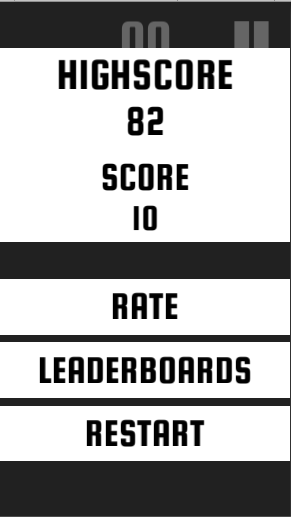 HIGHSCORE
82
SCORE
10
RATE
LEADERBOARDS
RESTART